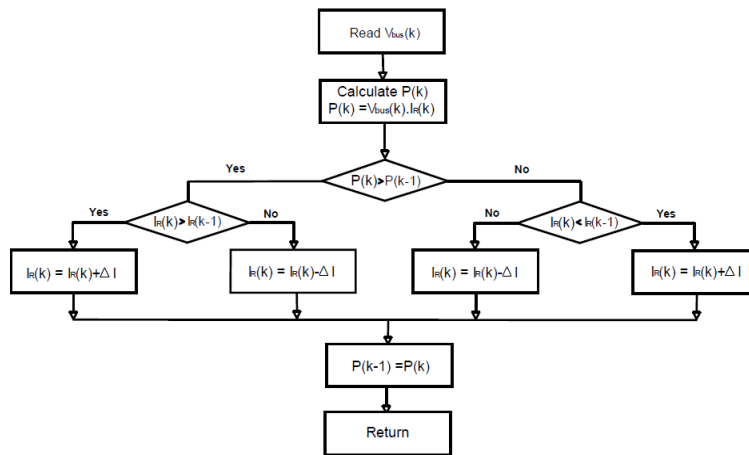 Read Vbus(k)
Calculate P(k)
P(k) =Vbus(k).IR(k)
Yes
P(k)>P(k-1)
No
Yes
IR(k)>IR(k-1)
No
No
IR(k)<IR(k-1)
Yes
IR(k) = IR(k)+Δ I
IR(k) = IR(k)-Δ I
IR(k) = IR(k)-Δ I
IR(k) = IR(k)+Δ I
P(k-1) =P(k)
Return